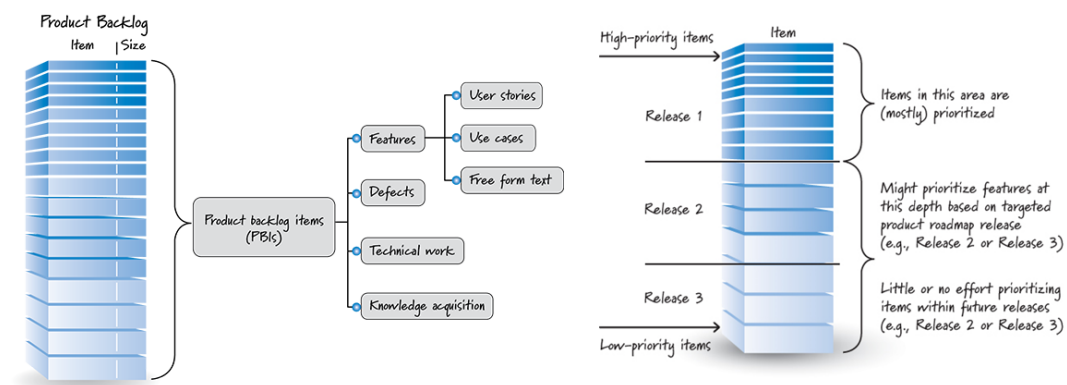 Product Backlog
Item | Size
Product backlog items
(PBIs)
Features
Defects
Technical work
Knowledge acquisition
User stories
Use cases
Free form text
Item
High-priority items
Release 1
Release 2
Release 3
Low-priority items
Items in this area are
(mostly) prioritized
Might prioritize features at
this depth based on targeted
product roadmap release
(e.g., Release 2 or Release 3)
Little or no effort prioritizing
items within future releases
(e.g., Release 2 or Release 3)